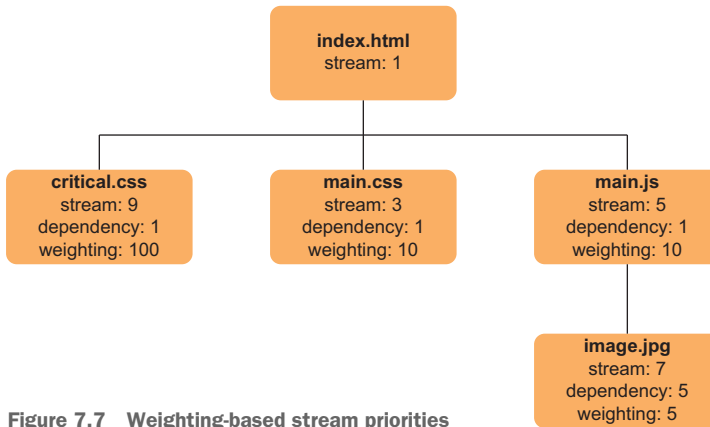 index.html
stream: 1
critical.css
stream: 9
dependency: 1
weighting: 100
main.css
stream: 3
dependency: 1
weighting: 10
main.js
stream: 5
dependency: 1
weighting: 10
image.jpg
stream: 7
dependency: 5
weighting: 5
Figure 7.7 Weighting-based stream priorities